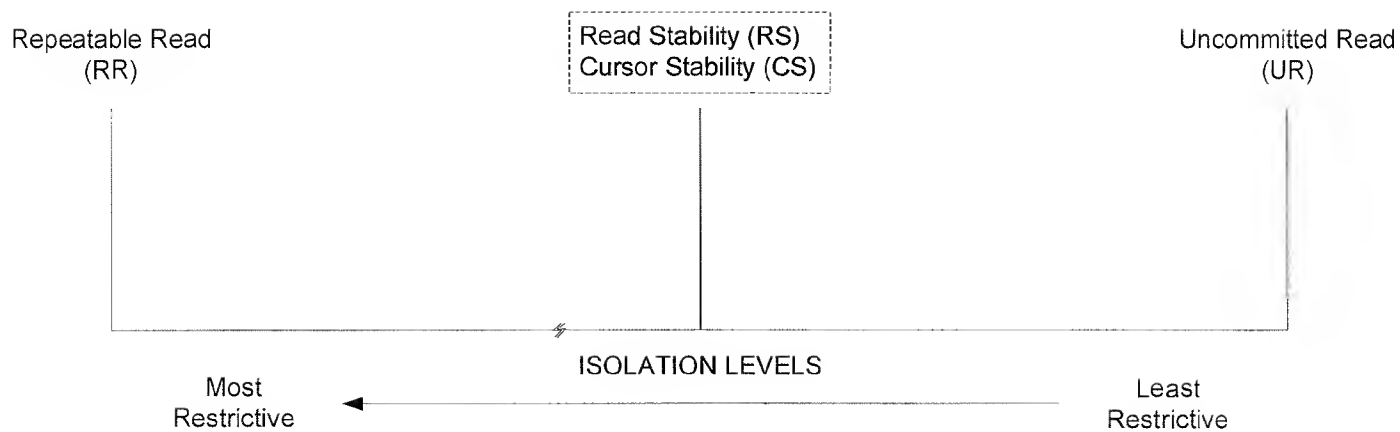 Repeatable Read
(RR)
Read Stability (RS)
Cursor Stability (CS)
Uncommitted Read
(UR)
ISOLATION LEVELS
Most
Restrictive
Least
Restrictive